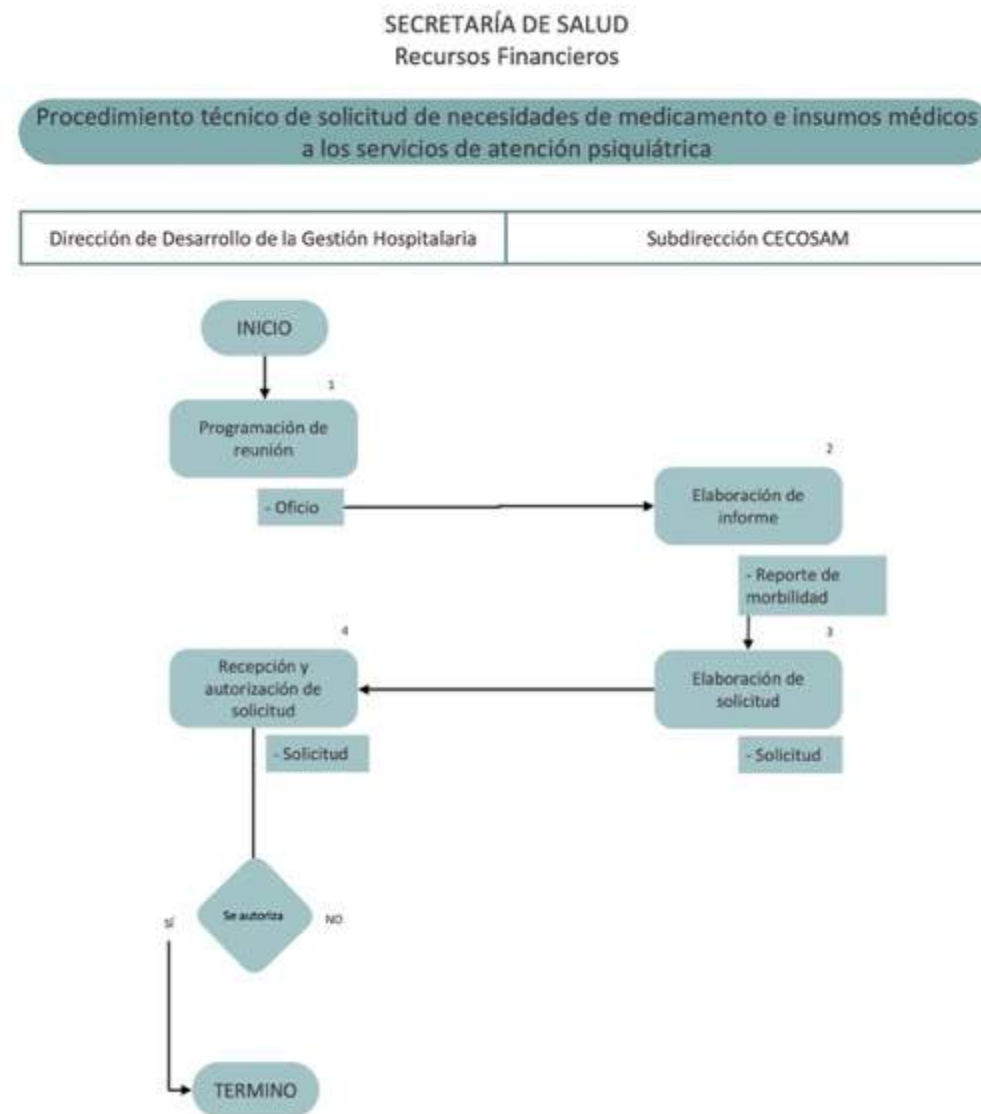 SECRETARÍA DE SALUD
Recursos Financieros
Procedimiento técnico de solicitud de necesidades de medicamento e insumos médicos
a los servicios de atención psiquiátrica
Dirección de Desarrollo de la Gestión Hospitalaria
Subdirección CECOSAM
INICIO
1
Programación de
reunión
- Oficio
2
Elaboración de
informe
- Reporte de
morbilidad
3
Elaboración de
solicitud
- Solicitud
4
Recepción y
autorización de
solicitud
- Solicitud
Se autoriza
SÍ
NO
TERMINO